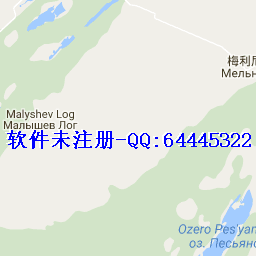 梅利尼
Мельн
Malyshev Log
Малышев Лог
软件未注册-QQ:64445322
Ozero Pes'yan
оз. Песьяно